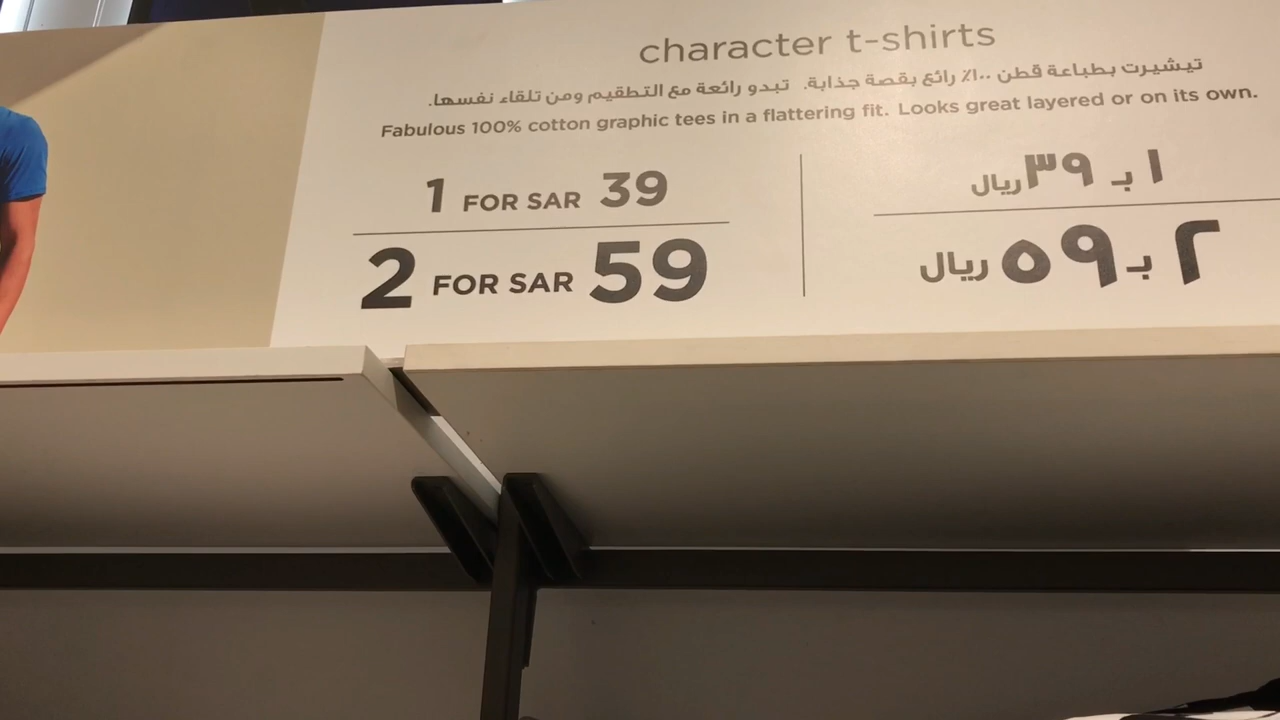 character t-shirts
تيشيرت بطباعة قطن ١٠٠٪ رائع بقصة جذابة. تبدو رائعة مع التطقيم ومن تلقاء نفسها.
Fabulous 100% cotton graphic tees in a flattering fit. Looks great layered or on its own.
1 FOR SAR 39
2 FOR SAR 59
١ بـ ٣٩ ريال
٢ بـ ٥٩ ريال